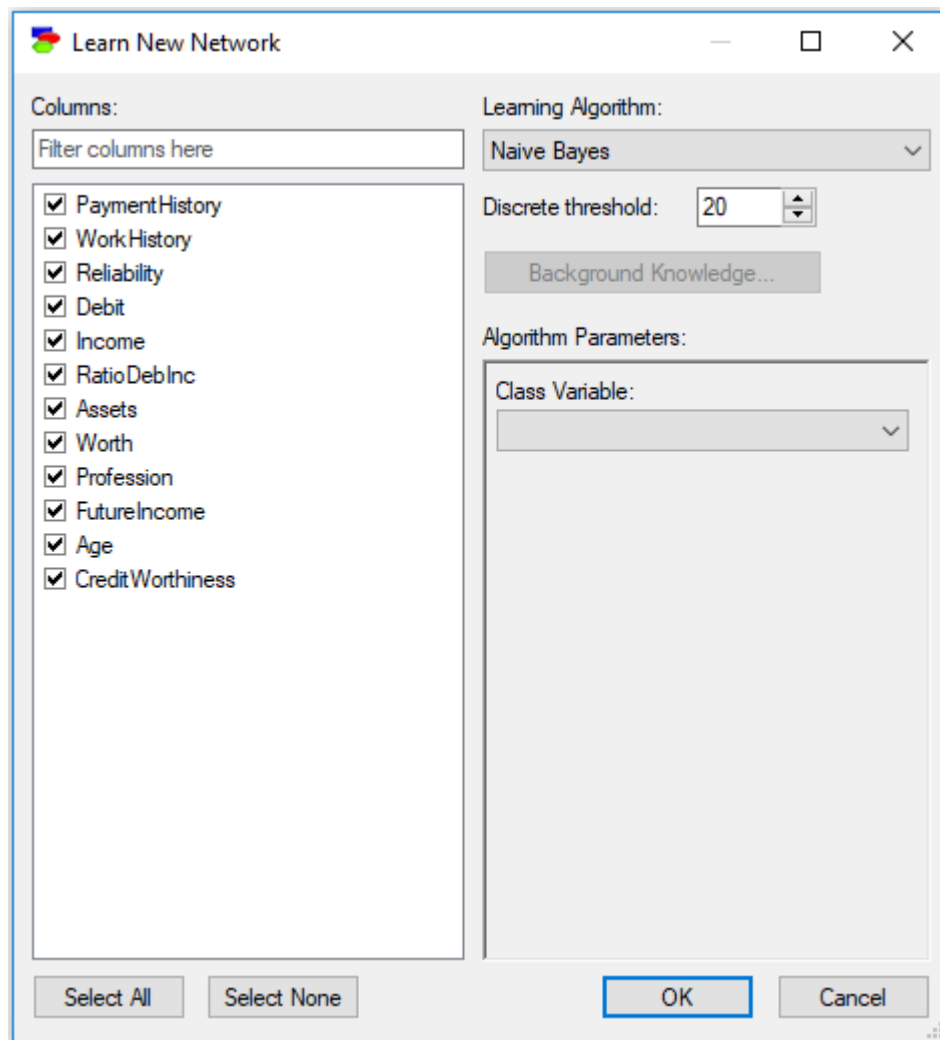 Learn New Network
Columns:
Filter columns here
PaymentHistory
WorkHistory
Reliability
Debit
Income
RatioDebInc
Assets
Worth
Profession
FutureIncome
Age
CreditWorthiness
Select All
Select None
Learning Algorithm:
Naive Bayes
Discrete threshold: 20
Background Knowledge...
Algorithm Parameters:
Class Variable:
OK
Cancel